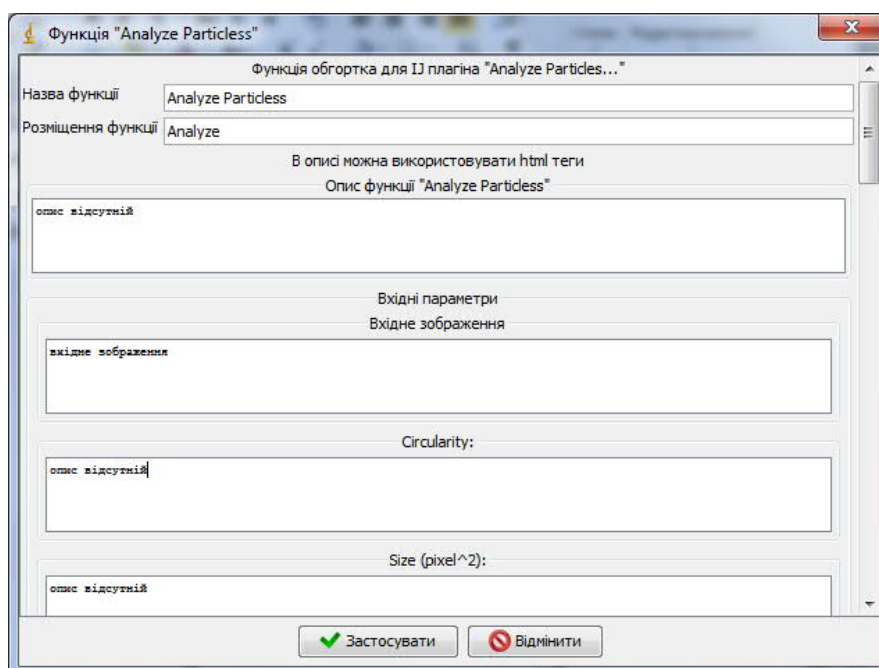 Функція "Analyze Particless"
Функція обгортка для IJ плагіна "Analyze Particles..."
Назва функції Analyze Particless
Розміщення функції Analyze
В описі можна використовувати html теги
Опис функції "Analyze Particless"
опис відсутній
Вхідні параметри
Вхідне зображення
вхідне зображення
Circularity:
опис відсутній
Size (pixel^2):
опис відсутній
Застосувати Відмінити